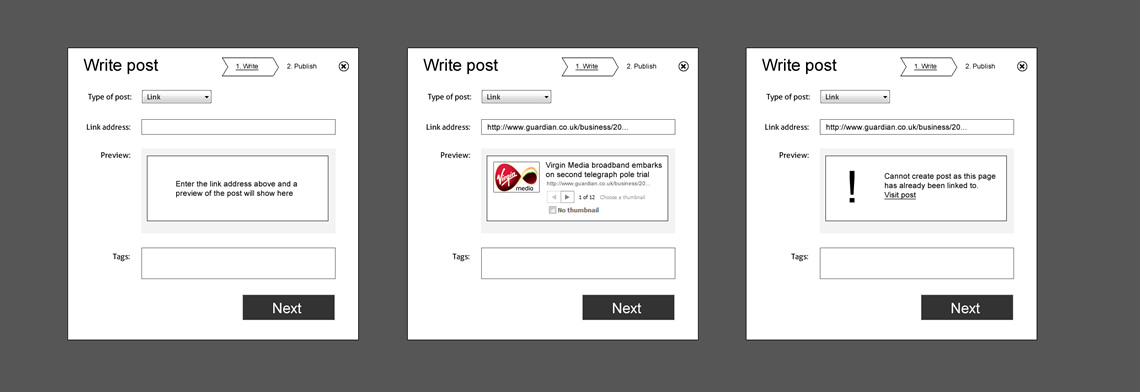 Write post
1. Write
2. Publish
Type of post:
Link
Link address:
Preview:
Enter the link address above and a
preview of the post will show here
Tags:
Next
Write post
1. Write
2. Publish
Type of post:
Link
Link address:
http://www.guardian.co.uk/business/20...
Preview:
Virgin
media
Virgin Media broadband embarks
on second telegraph pole trial
http://www.guardian.co.uk/business/20...
1 of 12 Choose a thumbnail
No thumbnail
Tags:
Next
Write post
1. Write
2. Publish
Type of post:
Link
Link address:
http://www.guardian.co.uk/business/20...
Preview:
!
Cannot create post as this page
has already been linked to.
Visit post
Tags:
Next